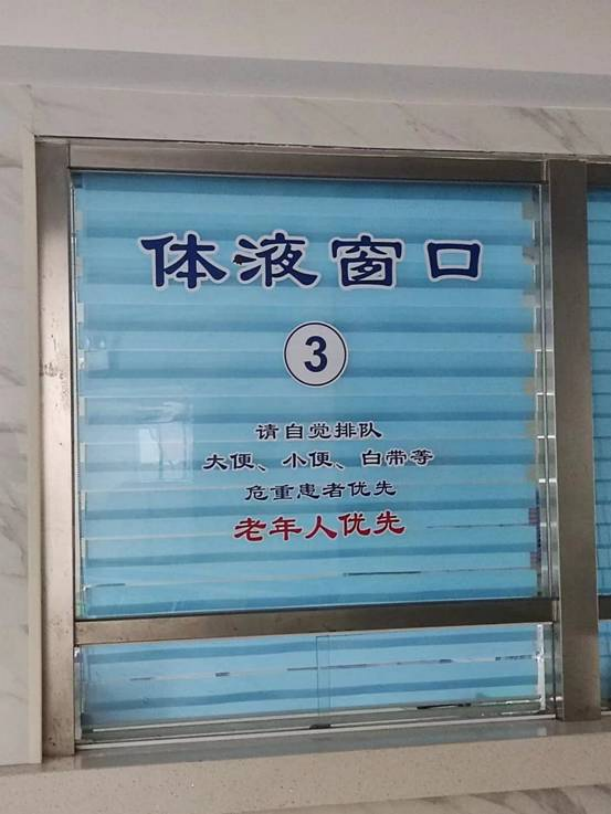 体液窗口
3
请自觉排队
大便、小便、白带等
危重患者优先
老年人优先